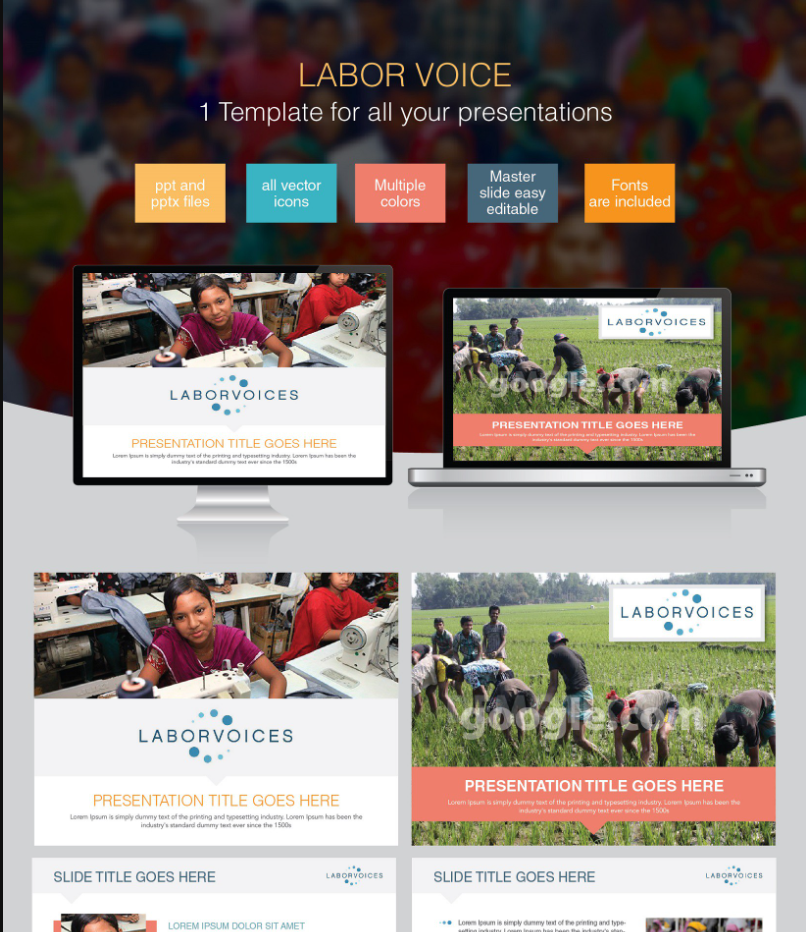 LABOR VOICE
1 Template for all your presentations
ppt and
pptx files
all vector
icons
Multiple
colors
Master
slide easy
editable
Fonts
are included
LABORVOICES
PRESENTATION TITLE GOES HERE
Lorem Ipsum is simply dummy text of the printing and typesetting industry. Lorem Ipsum has been the
industry's standard dummy text ever since the 1500s
LABORVOICES
google.com
PRESENTATION TITLE GOES HERE
Lorem Ipsum is simply dummy text of the printing and typesetting industry. Lorem Ipsum has been the
industry's standard dummy text ever since the 1500s
LABORVOICES
PRESENTATION TITLE GOES HERE
Lorem Ipsum is simply dummy text of the printing and typesetting industry. Lorem Ipsum has been the
industry's standard dummy text ever since the 1500s
LABORVOICES
google.com
PRESENTATION TITLE GOES HERE
Lorem Ipsum is simply dummy text of the printing and typesetting industry. Lorem Ipsum has been the
industry's standard dummy text ever since the 1500s
SLIDE TITLE GOES HERE
LABORVOICES
LOREM IPSUM DOLOR SIT AMET
SLIDE TITLE GOES HERE
LABORVOICES
Lorem Ipsum is simply dummy text of the printing and type-